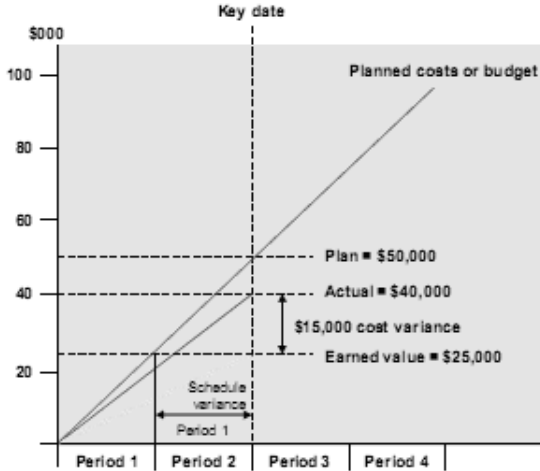 Key date
$000
100
Planned costs or budget
80
60
Plan = $50,000
40
Actual = $40,000
$15,000 cost variance
Earned value = $25,000
20
Schedule
variance
Period 1
Period 1 Period 2 Period 3 Period 4